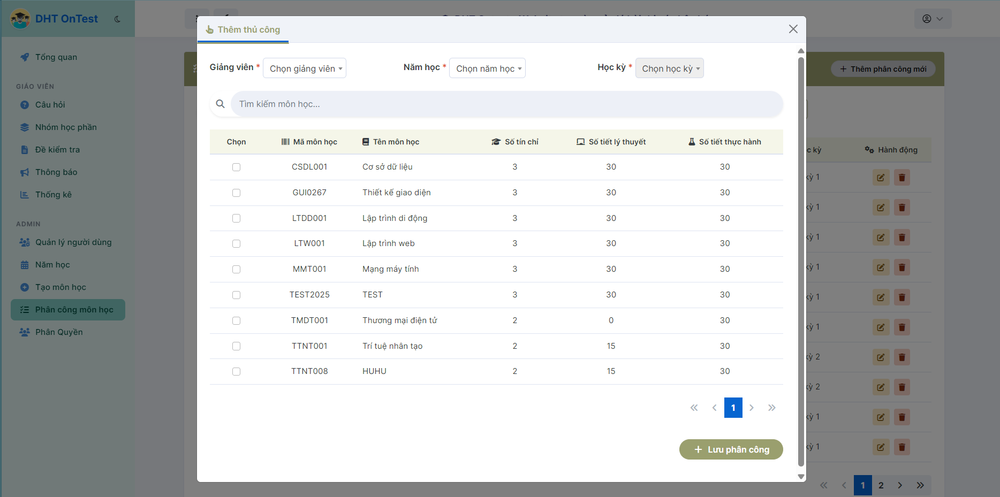 DHT OnTest
Tổng quan
GIÁO VIÊN
Câu hỏi
Nhóm học phần
Đề kiểm tra
Thông báo
Thống kê
ADMIN
Quản lý người dùng
Năm học
Tạo môn học
Phân công môn học
Phân Quyền
Thêm thủ công
Giảng viên * Chọn giảng viên Năm học * Chọn năm học Học kỳ * Chọn học kỳ
Tìm kiếm môn học...
Chọn Mã môn học Tên môn học Số tín chỉ Số tiết lý thuyết Số tiết thực hành
CSDL001 Cơ sở dữ liệu 3 30 30
GUI0267 Thiết kế giao diện 3 30 30
LTDD001 Lập trình di động 3 30 30
LTW001 Lập trình web 3 30 30
MMT001 Mạng máy tính 3 30 30
TEST2025 TEST 3 30 30
TMDT001 Thương mại điện tử 2 0 30
TTNT001 Trí tuệ nhân tạo 2 15 30
TTNT008 HUHU 2 15 30
1
+ Lưu phân công
+ Thêm phân công mới
kỳ Hành động
kỳ 1
kỳ 1
kỳ 1
kỳ 1
kỳ 1
kỳ 1
kỳ 2
kỳ 2
kỳ 1
kỳ 1
1 2